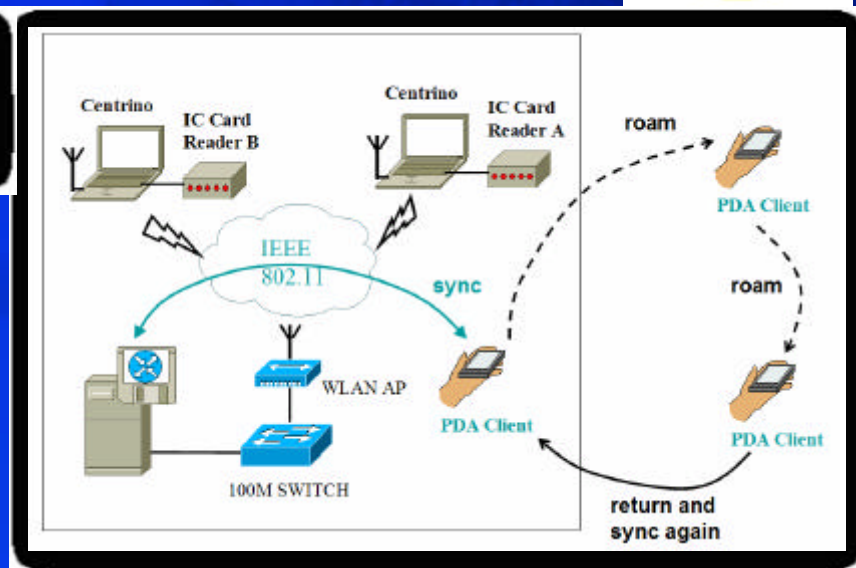 Centrino
IC Card
Reader B
Centrino
IC Card
Reader A
roam
PDA Client
IEEE
802.11
sync
roam
WLAN AP
PDA Client
PDA Client
100M SWITCH
return and
sync again